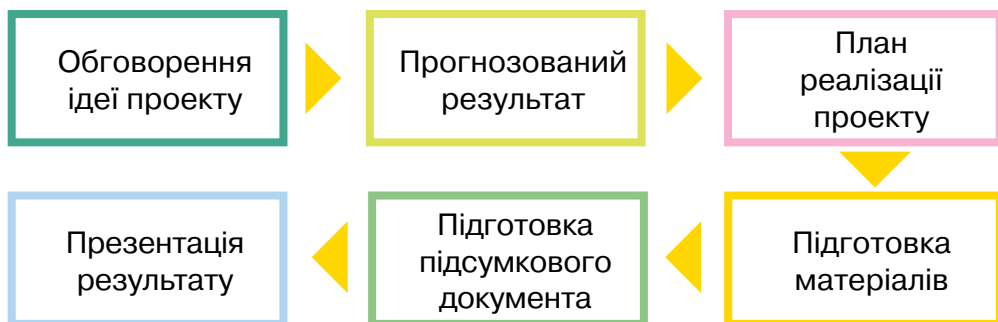 Обговорення
ідеї проекту
Прогнозований
результат
План
реалізації
проекту
Підготовка
матеріалів
Підготовка
підсумкового
документа
Презентація
результату